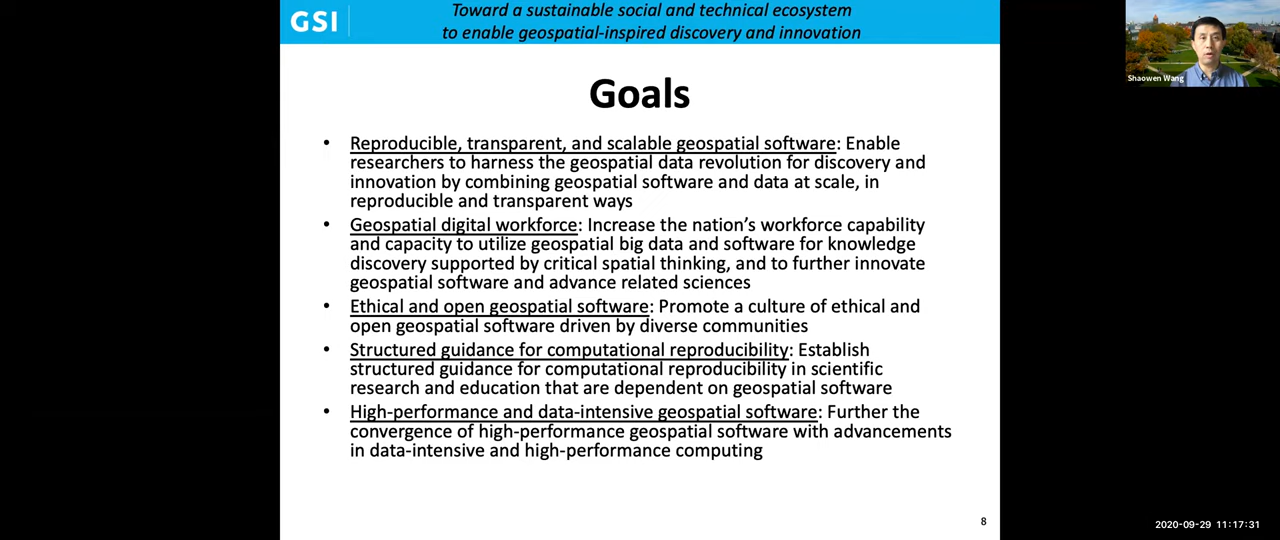 GSI
Toward a sustainable social and technical ecosystem
to enable geospatial-inspired discovery and innovation
Shaowen Wang
Goals
• Reproducible, transparent, and scalable geospatial software: Enable
researchers to harness the geospatial data revolution for discovery and
innovation by combining geospatial software and data at scale, in
reproducible and transparent ways
• Geospatial digital workforce: Increase the nation's workforce capability
and capacity to utilize geospatial big data and software for knowledge
discovery supported by critical spatial thinking, and to further innovate
geospatial software and advance related sciences
• Ethical and open geospatial software: Promote a culture of ethical and
open geospatial software driven by diverse communities
• Structured guidance for computational reproducibility: Establish
structured guidance for computational reproducibility in scientific
research and education that are dependent on geospatial software
• High-performance and data-intensive geospatial software: Further the
convergence of high-performance geospatial software with advancements
in data-intensive and high-performance computing
8
2020-09-29 11:17:31